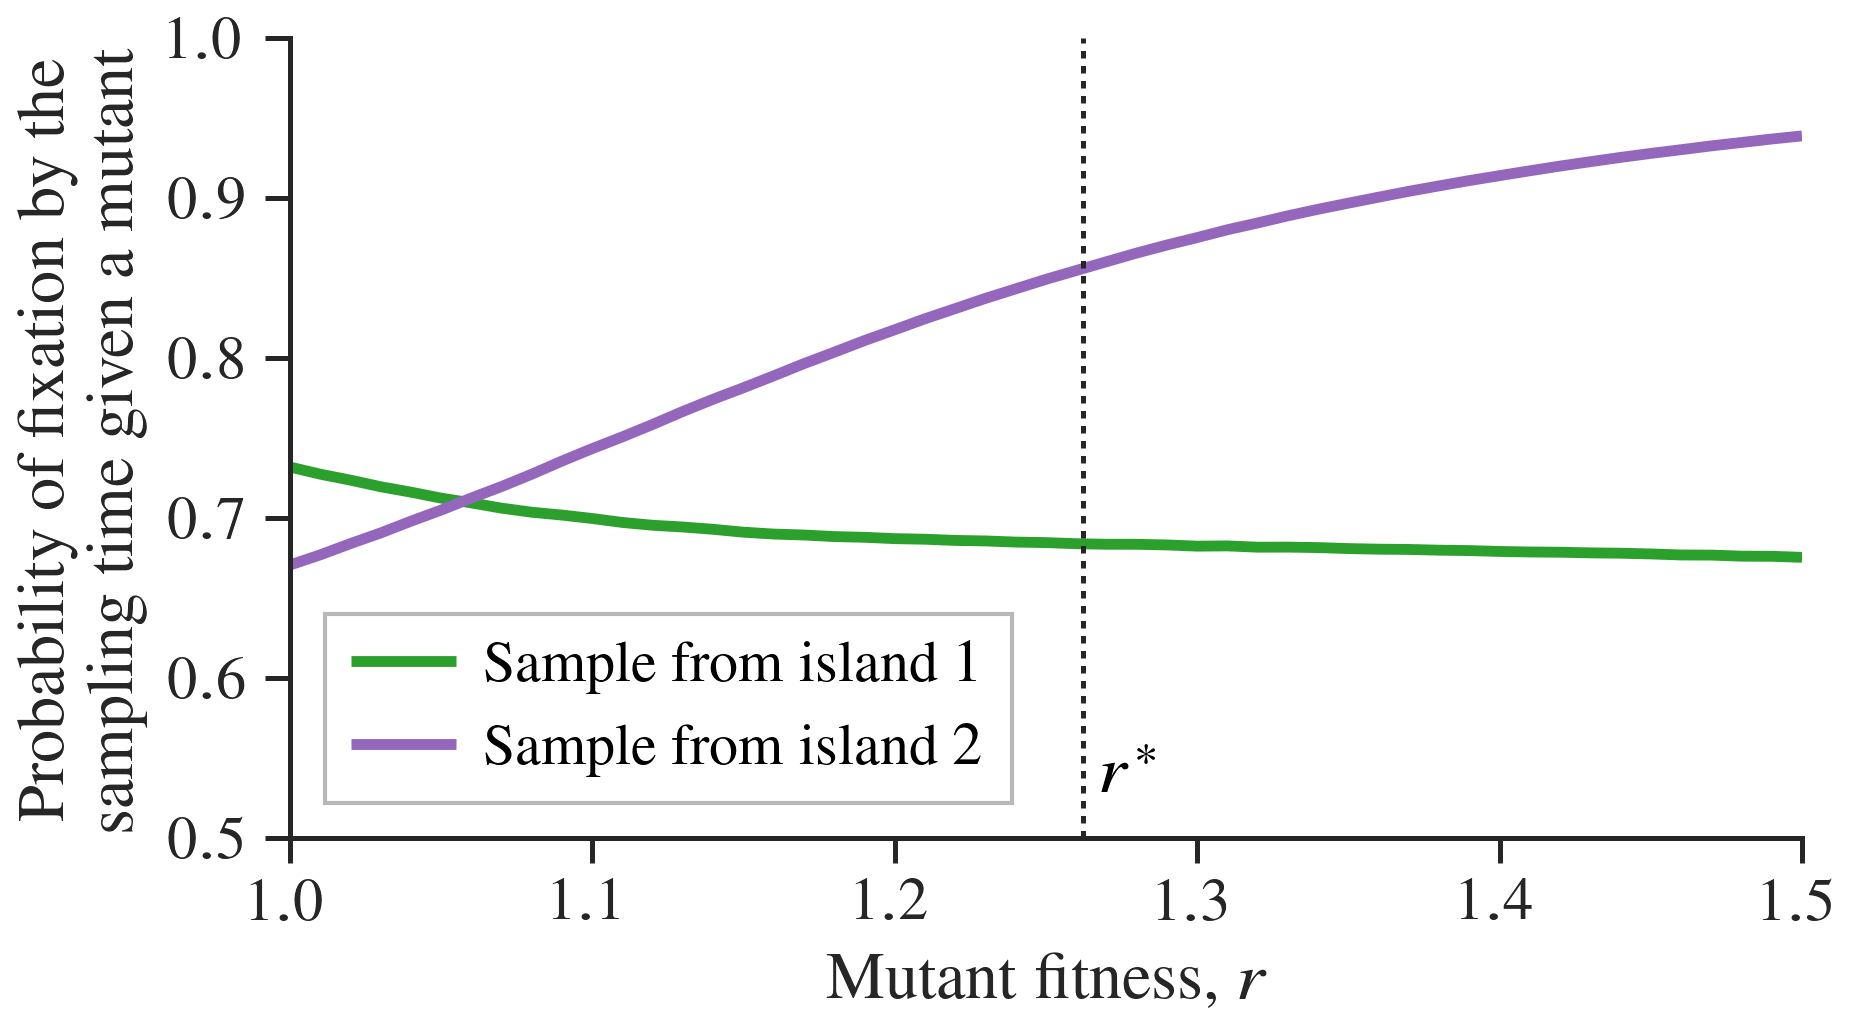 Probability of fixation by the
sampling time given a mutant
1.0
0.9
0.8
0.7
0.6
0.5
Sample from island 1
Sample from island 2
r*
1.0 1.1 1.2 1.3 1.4 1.5
Mutant fitness, r